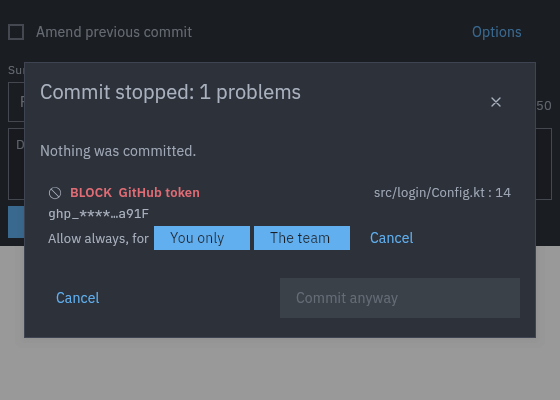 Amend previous commit
Options
Commit stopped: 1 problems
50
Nothing was committed.
BLOCK GitHub token
src/login/Config.kt : 14
ghp_****…a91F
Allow always, for
You only
The team
Cancel
Cancel
Commit anyway